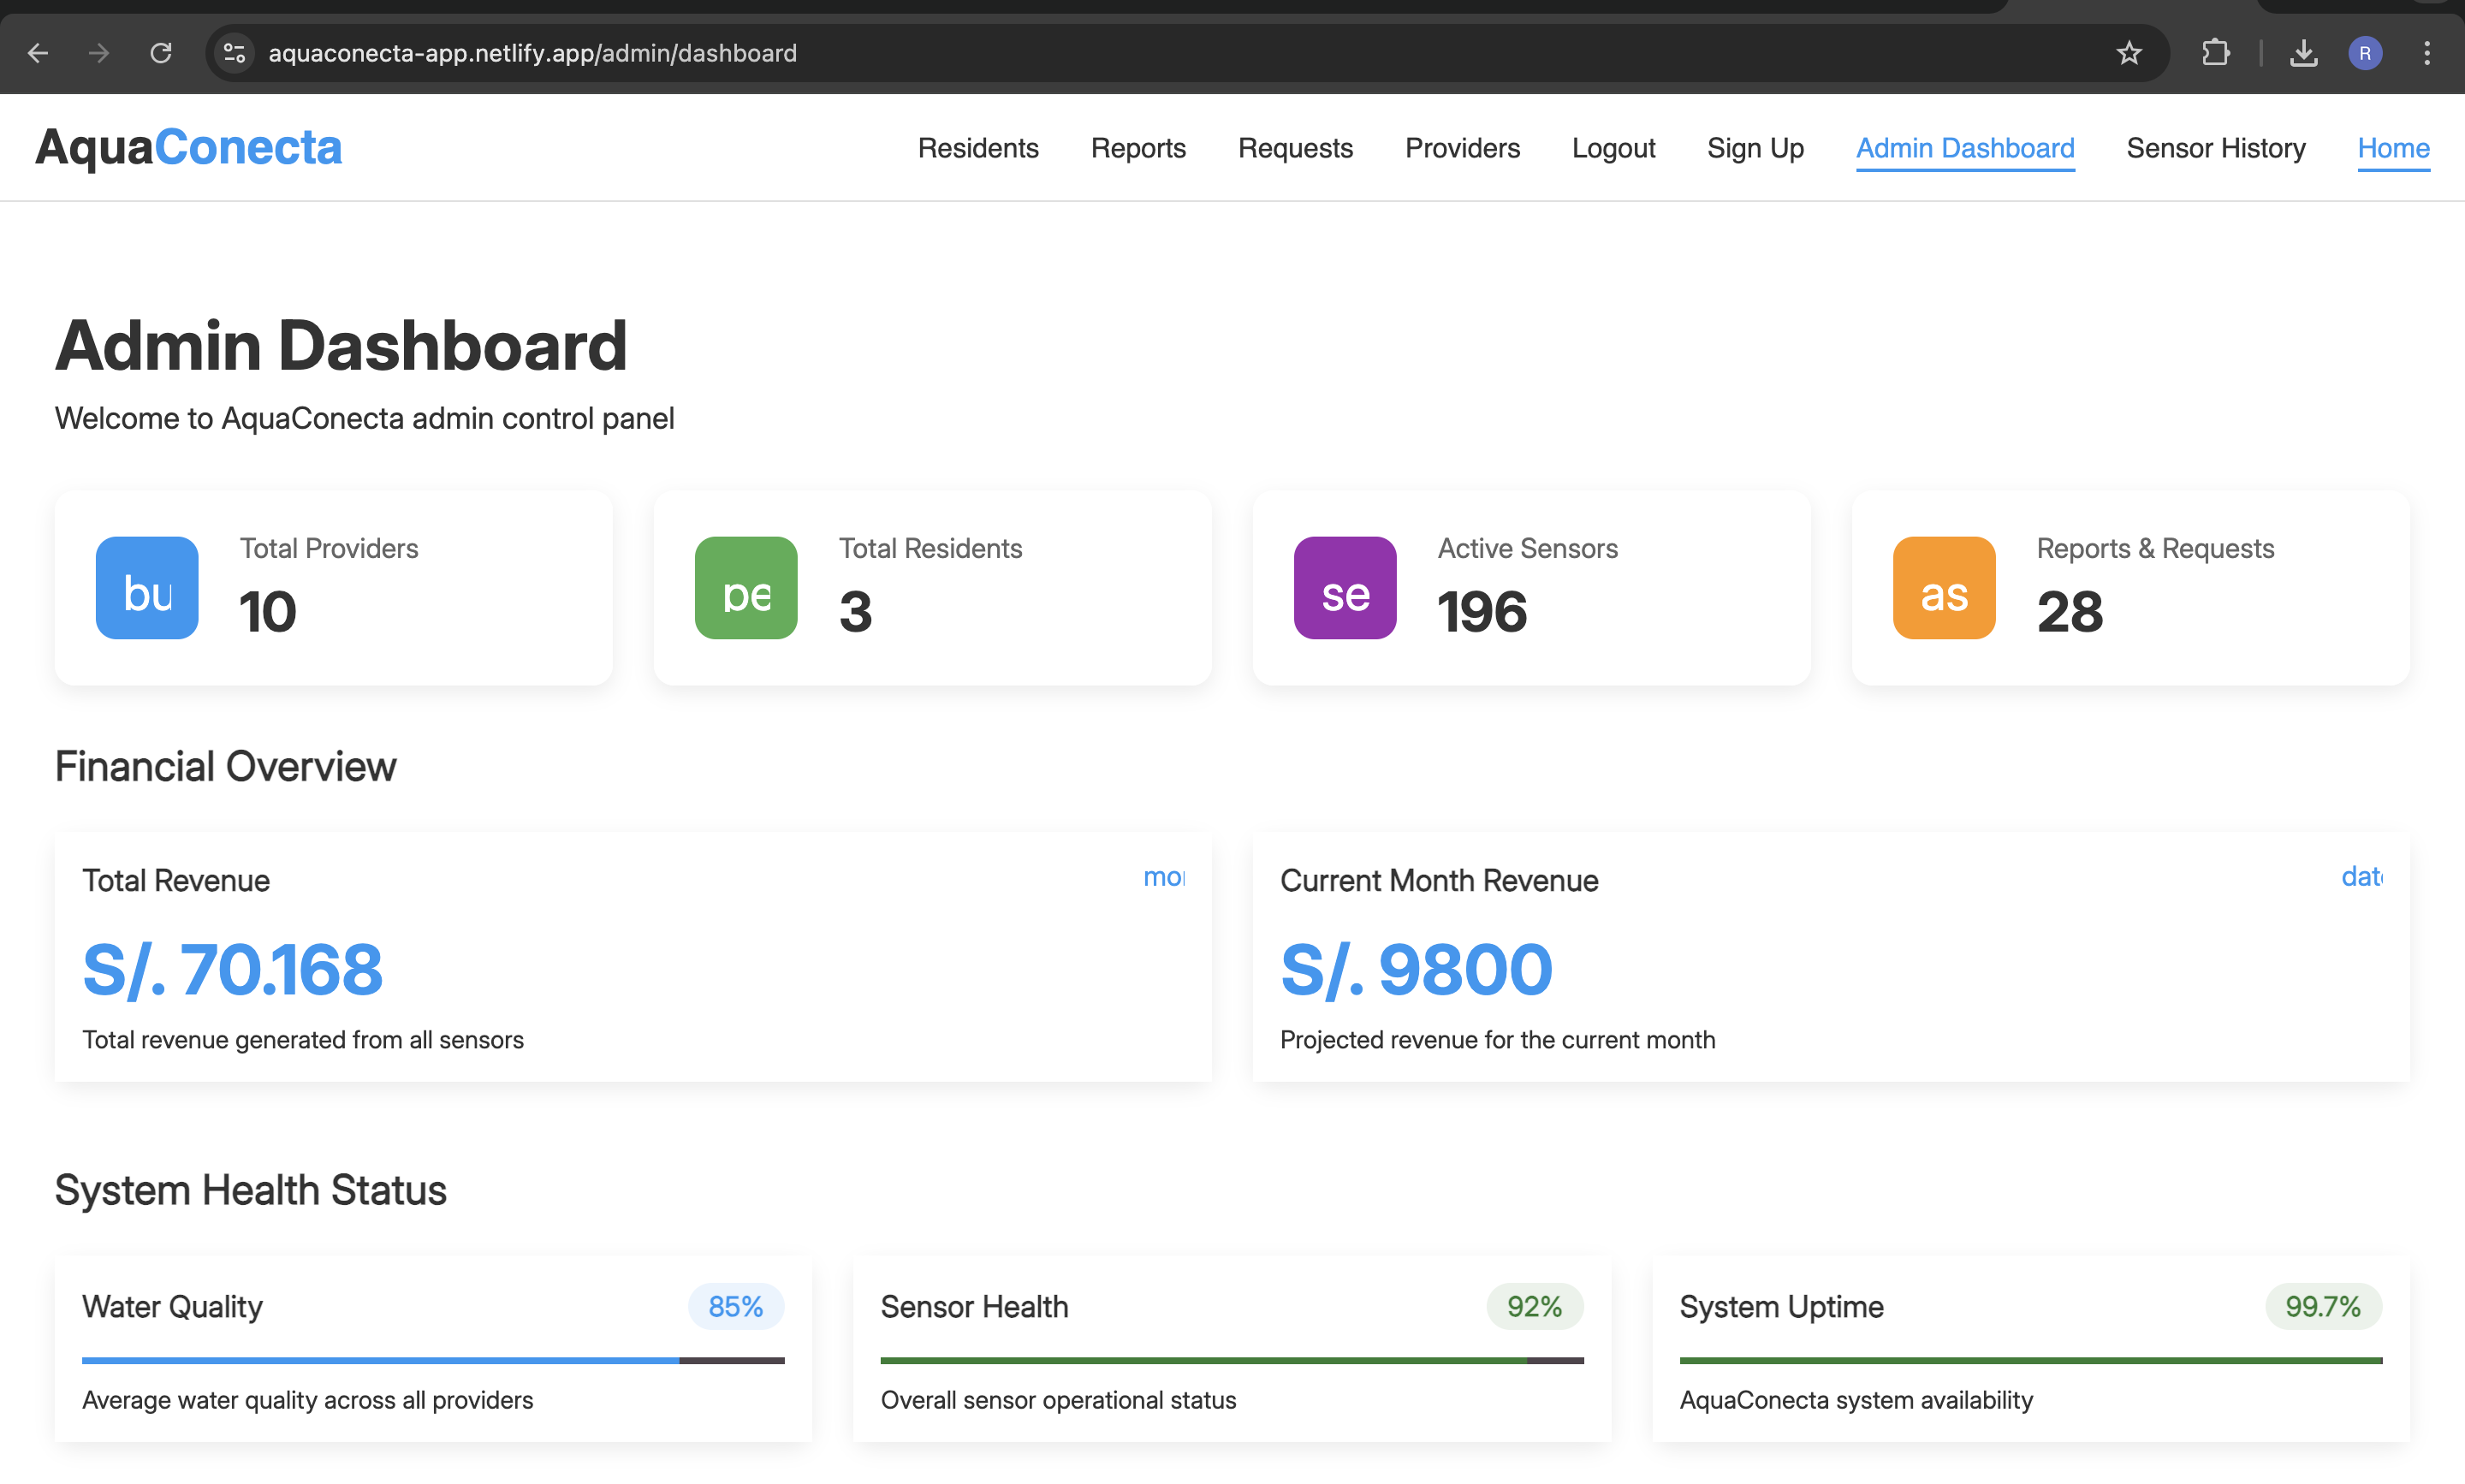 aquaconecta-app.netlify.app/admin/dashboard
R
AquaConecta
Residents Reports Requests Providers Logout Sign Up Admin Dashboard Sensor History Home
Admin Dashboard
Welcome to AquaConecta admin control panel
bu
Total Providers
10
pe
Total Residents
3
se
Active Sensors
196
as
Reports & Requests
28
Financial Overview
Total Revenue
mo
S/. 70.168
Total revenue generated from all sensors
Current Month Revenue
dat
S/. 9800
Projected revenue for the current month
System Health Status
Water Quality
85%
Average water quality across all providers
Sensor Health
92%
Overall sensor operational status
System Uptime
99.7%
AquaConecta system availability